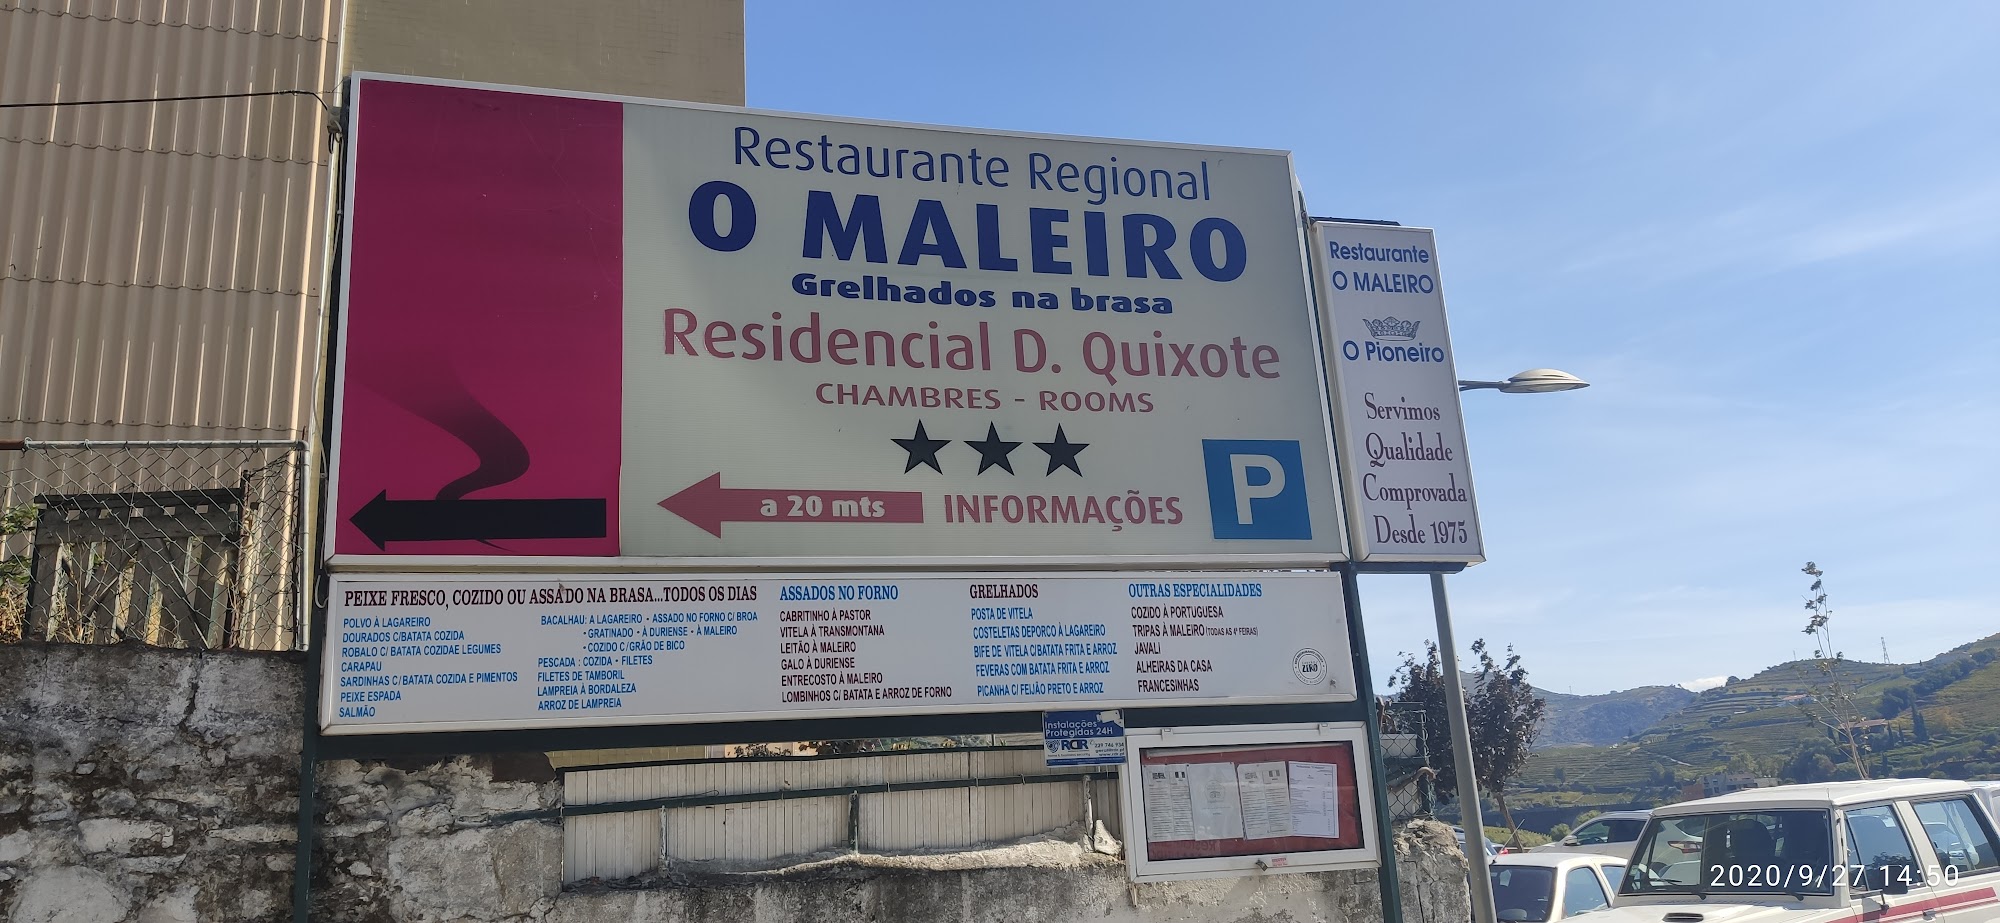 Restaurante Regional
O MALEIRO
Grelhados na brasa
Residencial D. Quixote
CHAMBRES - ROOMS
a 20 mts
INFORMAÇÕES
P
Restaurante
O MALEIRO
O Pioneiro
Servimos
Qualidade
Comprovada
Desde 1975
PEIXE FRESCO, COZIDO OU ASSADO NA BRASA...TODOS OS DIAS
POLVO À LAGAREIRO
DOURADOS C/BATATA COZIDA
ROBALO C/ BATATA COZIDAE LEGUMES
CARAPAU
SARDINHAS C/BATATA COZIDA E PIMENTOS
PEIXE ESPADA
SALMÃO
BACALHAU: A LAGAREIRO - ASSADO NO FORNO C/ BROA
• GRATINADO - À DURIENSE - À MALEIRO
• COZIDO C/GRÃO DE BICO
PESCADA : COZIDA • FILETES
FILETES DE TAMBORIL
LAMPREIA À BORDALEZA
ARROZ DE LAMPREIA
ASSADOS NO FORNO
CABRITINHO À PASTOR
VITELA À TRANSMONTANA
LEITÃO À MALEIRO
GALO À DURIENSE
ENTRECOSTO À MALEIRO
LOMBINHOS C/ BATATA E ARROZ DE FORNO
GRELHADOS
POSTA DE VITELA
COSTELETAS DEPORCO À LAGAREIRO
BIFE DE VITELA C/BATATA FRITA E ARROZ
FEVERAS COM BATATA FRITA E ARROZ
PICANHA C/ FEIJÃO PRETO E ARROZ
OUTRAS ESPECIALIDADES
COZIDO À PORTUGUESA
TRIPAS À MALEIRO (TODAS AS 4ª FEIRAS)
JAVALI
ALHEIRAS DA CASA
FRANCESINHAS
Instalações
Protegidas 24H
RCR
2020/9/27 14:50